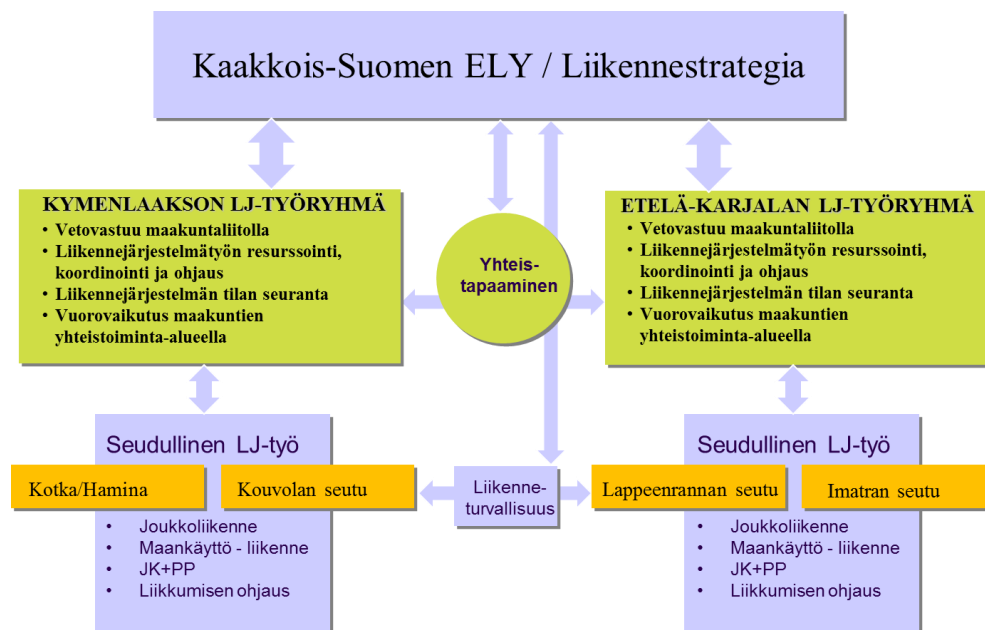 Kaakkois-Suomen ELY / Liikennestrategia
KYMENLAAKSON LJ-TYÖRYHMÄ
• Vetovastuu maakuntaliitolla
• Liikennejärjestelmätyön resurssointi,
koordinointi ja ohjaus
• Liikennejärjestelmän tilan seuranta
• Vuorovaikutus maakuntien
yhteistoiminta-alueella
Yhteis-
tapaaminen
ETELÄ-KARJALAN LJ-TYÖRYHMÄ
• Vetovastuu maakuntaliitolla
• Liikennejärjestelmätyön resurssointi,
koordinointi ja ohjaus
• Liikennejärjestelmän tilan seuranta
• Vuorovaikutus maakuntien
yhteistoiminta-alueella
Seudullinen LJ-työ
Kotka/Hamina
Kouvolan seutu
• Joukkoliikenne
• Maankäyttö - liikenne
• JK+PP
• Liikkumisen ohjaus
Liikenne-
turvallisuus
Seudullinen LJ-työ
Lappeenrannan seutu
Imatran seutu
• Joukkoliikenne
• Maankäyttö - liikenne
• JK+PP
• Liikkumisen ohjaus